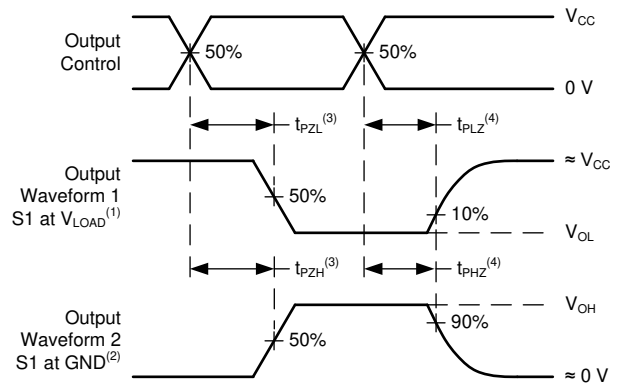 V_CC
Output
Control
50%
50%
0 V
t_PZL^(3)
t_PLZ^(4)
Output
Waveform 1
S1 at V_LOAD^(1)
≈ V_CC
50%
10%
V_OL
t_PZH^(3)
t_PHZ^(4)
Output
Waveform 2
S1 at GND^(2)
V_OH
50%
90%
≈ 0 V